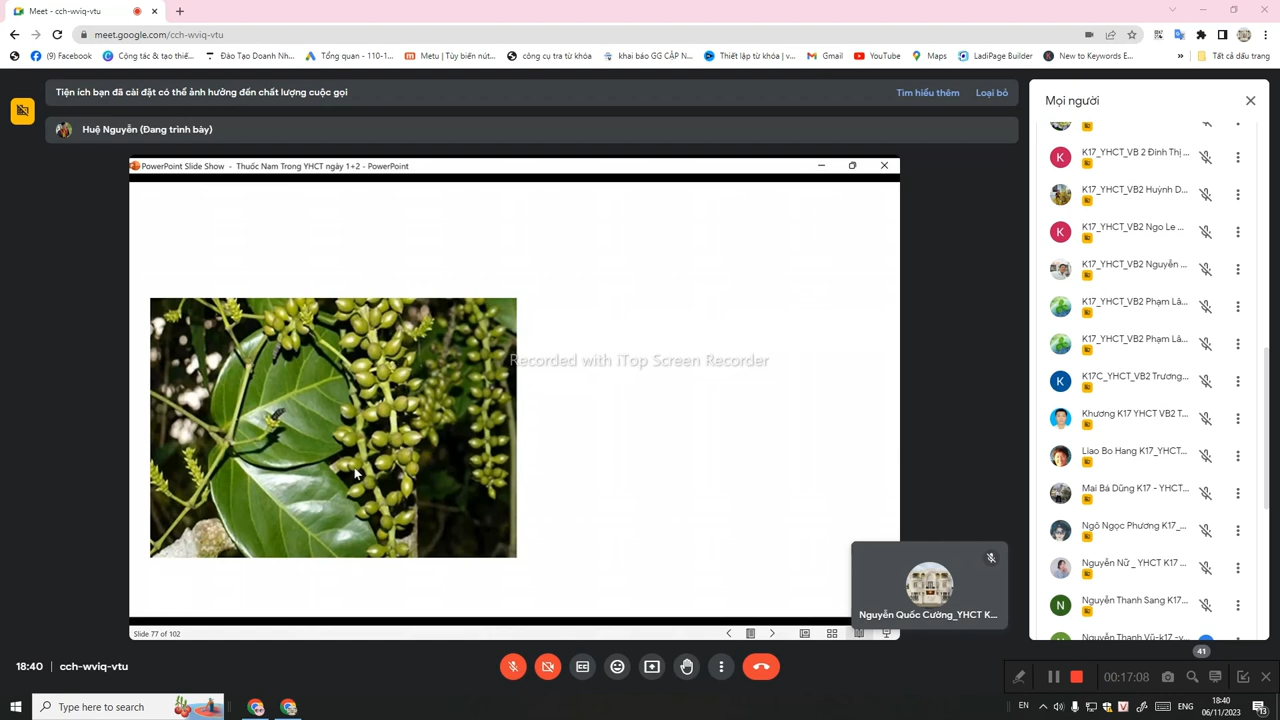 Meet - cch-wviq-vtu
meet.google.com/cch-wviq-vtu
(3) Facebook
Công tác & tạo thiế...
Đào Tạo Doanh Nh...
Tổng quan - 110-1...
Metu | Tùy biến nút...
công cụ tra từ khóa
khai báo GG CẬP N...
Thiết lập từ khóa | v...
Gmail
YouTube
Maps
LadiPage Builder
New to Keywords E...
»
Tất cả dấu trang
Tiện ích bạn đã cài đặt có thể ảnh hưởng đến chất lượng cuộc gọi
Tìm hiểu thêm
Loại bỏ
Huệ Nguyễn (Đang trình bày)
PowerPoint Slide Show - Thuốc Nam Trong YHCT ngày 1+2 - PowerPoint
Recorded with iTop Screen Recorder
Nguyễn Quốc Cường_YHCT K...
Slide 77 of 102
Mọi người
K
K17_YHCT_VB 2 Đinh Thị ...
K17_YHCT_VB2 Huỳnh D...
K
K17_YHCT_VB2 Ngo Le ...
K17_YHCT_VB2 Nguyễn ...
K17_YHCT_VB2 Phạm Lâ...
K17_YHCT_VB2 Phạm Lâ...
K
K17C_YHCT_VB2 Trương...
Khương K17 YHCT VB2 T...
Liao Bo Hang K17_YHCT...
Mai Bá Dũng K17 - YHCT...
Ngô Ngọc Phương K17_...
Nguyễn Nữ _ YHCT K17 ...
N
Nguyễn Thanh Sang K17...
Nguyễn Thanh Vũ-k17 -y...
41
18:40
cch-wviq-vtu
00:17:08
Type here to search
EN
ENG
18:40
06/11/2023
13